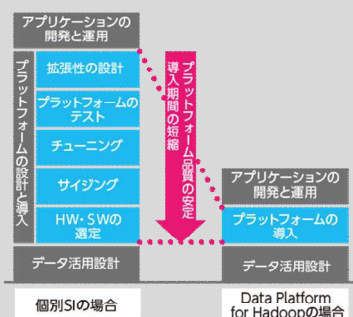 アプリケーションの
開発と運用
プラットフォームの設計と導入
拡張性の設計
プラットフォームの
テスト
チューニング
サイジング
HW・SWの
選定
データ活用設計
個別SIの場合
プラットフォーム品質の安定
導入期間の短縮
アプリケーションの
開発と運用
プラットフォームの
導入
データ活用設計
Data Platform
for Hadoopの場合